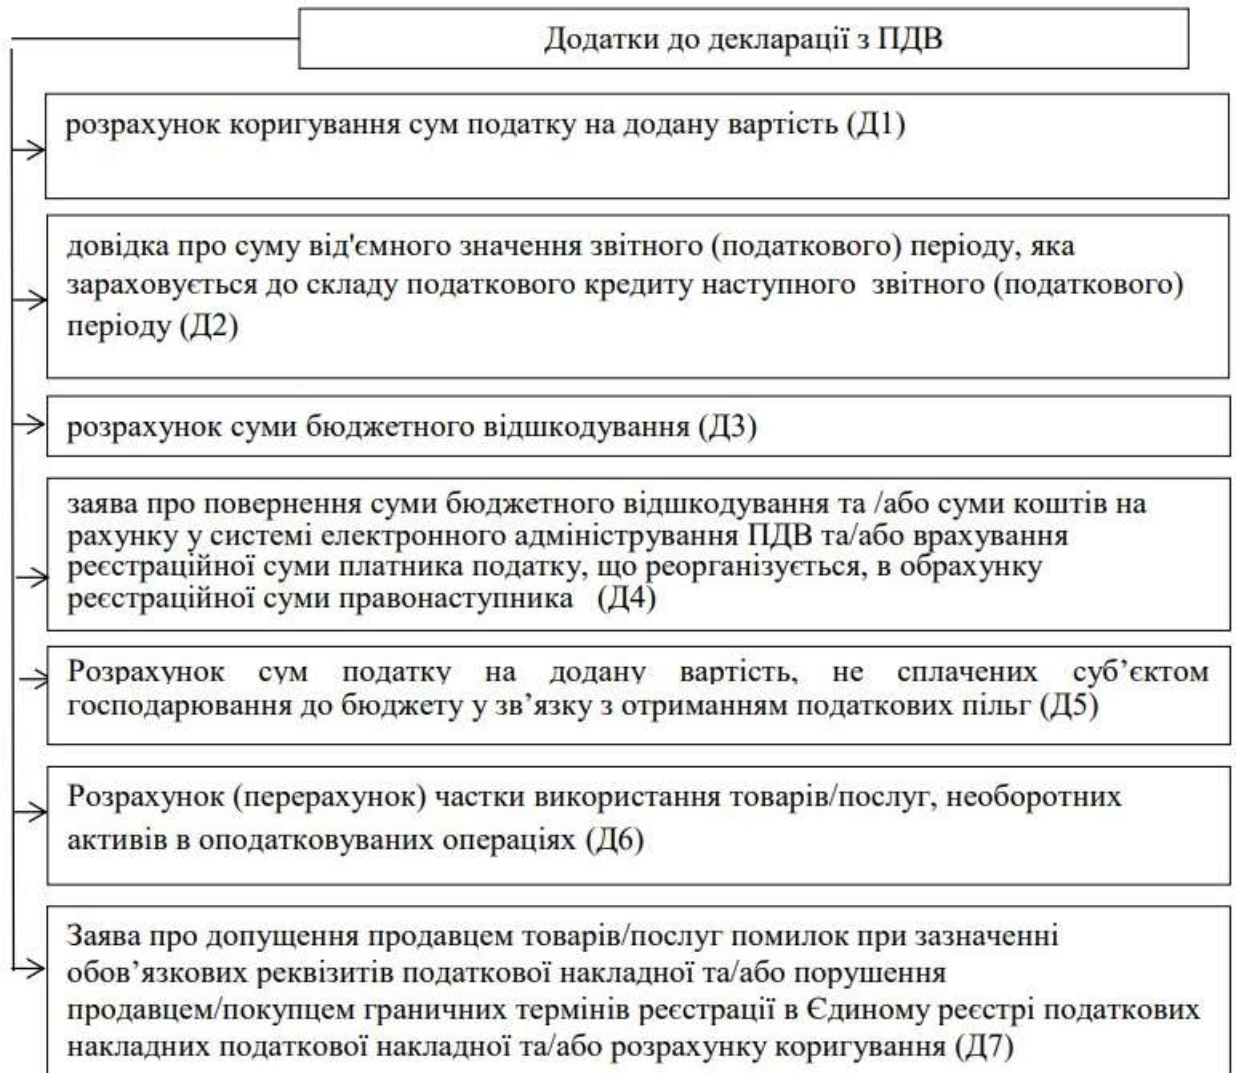 Додатки до декларації з ПДВ
розрахунок коригування сум податку на додану вартість (Д1)
довідка про суму від'ємного значення звітного (податкового) періоду, яка
зараховується до складу податкового кредиту наступного звітного (податкового)
періоду (Д2)
розрахунок суми бюджетного відшкодування (Д3)
заява про повернення суми бюджетного відшкодування та /або суми коштів на
рахунку у системі електронного адміністрування ПДВ та/або врахування
реєстраційної суми платника податку, що реорганізується, в обрахунку
реєстраційної суми правонаступника (Д4)
Розрахунок сум податку на додану вартість, не сплачених суб’єктом
господарювання до бюджету у зв’язку з отриманням податкових пільг (Д5)
Розрахунок (перерахунок) частки використання товарів/послуг, необоротних
активів в оподатковуваних операціях (Д6)
Заява про допущення продавцем товарів/послуг помилок при зазначенні
обов’язкових реквізитів податкової накладної та/або порушення
продавцем/покупцем граничних термінів реєстрації в Єдиному реєстрі податкових
накладних податкової накладної та/або розрахунку коригування (Д7)